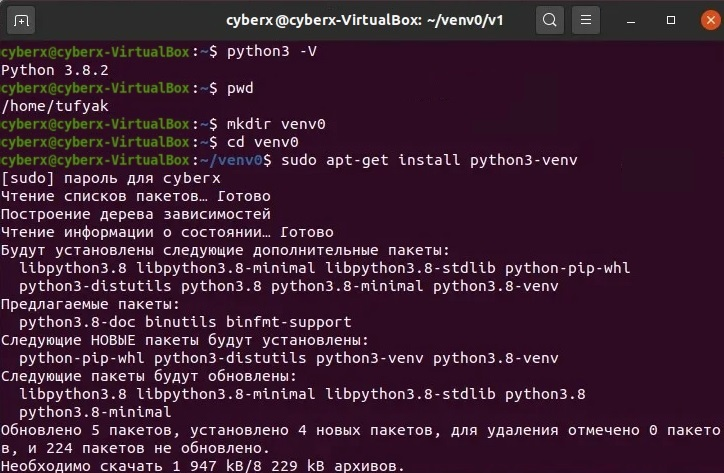 cyberx@cyberx-VirtualBox: ~/venv0/v1
cyberx@cyberx-VirtualBox:~$ python3 -V
Python 3.8.2
cyberx@cyberx-VirtualBox:~$ pwd
/home/tufyak
cyberx@cyberx-VirtualBox:~$ mkdir venv0
cyberx@cyberx-VirtualBox:~$ cd venv0
cyberx@cyberx-VirtualBox:~/venv0$ sudo apt-get install python3-venv
[sudo] пароль для cyberx
Чтение списков пакетов… Готово
Построение дерева зависимостей
Чтение информации о состоянии… Готово
Будут установлены следующие дополнительные пакеты:
libpython3.8 libpython3.8-minimal libpython3.8-stdlib python-pip-whl
python3-distutils python3.8 python3.8-minimal python3.8-venv
Предлагаемые пакеты:
python3.8-doc binutils binfmt-support
Следующие НОВЫЕ пакеты будут установлены:
python-pip-whl python3-distutils python3-venv python3.8-venv
Следующие пакеты будут обновлены:
libpython3.8 libpython3.8-minimal libpython3.8-stdlib python3.8
python3.8-minimal
Обновлено 5 пакетов, установлено 4 новых пакетов, для удаления отмечено 0 пакето
в, и 224 пакетов не обновлено.
Необходимо скачать 1 947 kB/8 229 kB архивов.